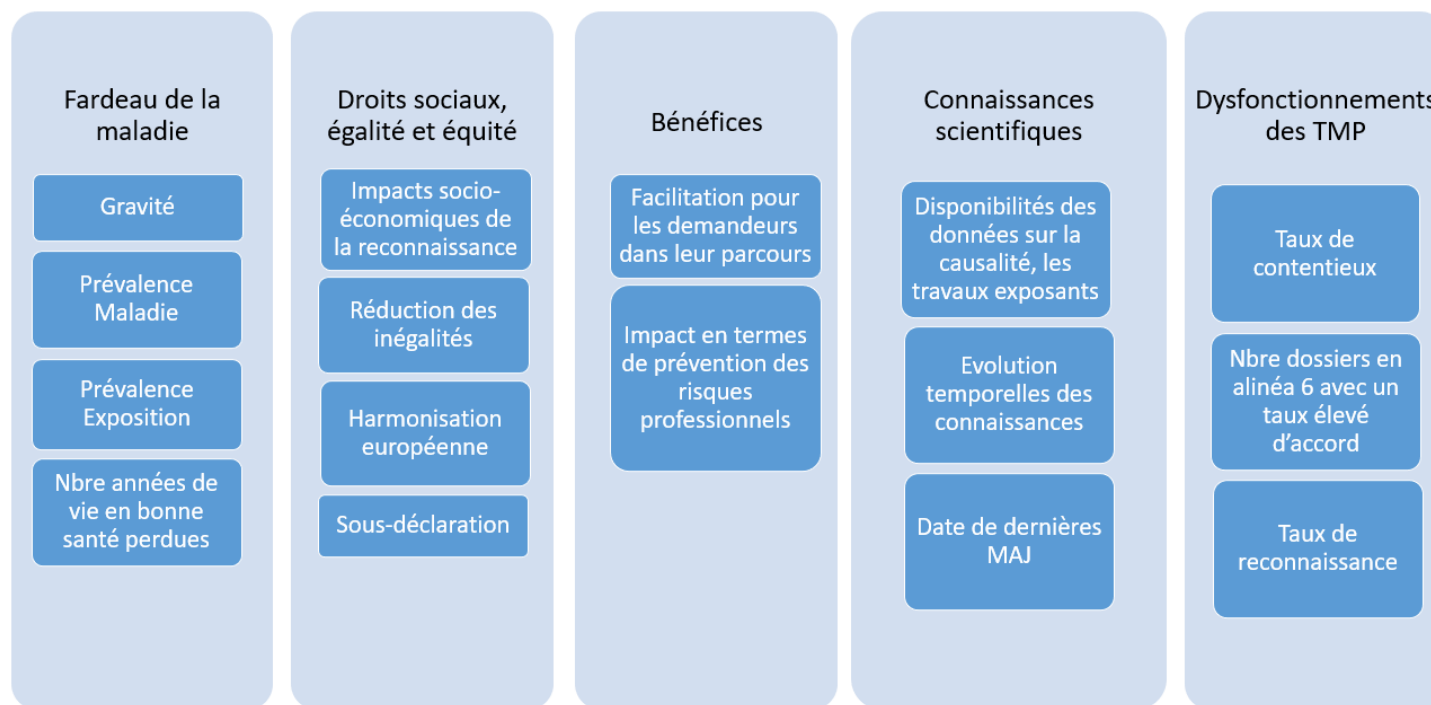 Fardeau de la
maladie
Gravité
Prévalence
Maladie
Prévalence
Exposition
Nbre années de
vie en bonne
santé perdues
Droits sociaux,
égalité et équité
Impacts socio-
économiques de
la reconnaissance
Réduction des
inégalités
Harmonisation
européenne
Sous-déclaration
Bénéfices
Facilitation pour
les demandeurs
dans leur parcours
Impact en termes
de prévention des
risques
professionnels
Connaissances
scientifiques
Disponibilités des
données sur la
causalité, les
travaux exposants
Evolution
temporelles des
connaissances
Date de dernières
MAJ
Dysfonctionnements
des TMP
Taux de
contentieux
Nbre dossiers en
alinéa 6 avec un
taux élevé
d’accord
Taux de
reconnaissance